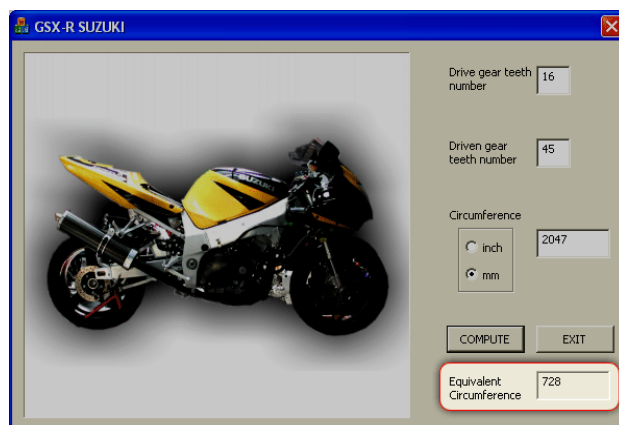 GSX-R SUZUKI
Drive gear teeth
number
16
Driven gear
teeth number
45
Circumference
inch
mm
2047
COMPUTE
EXIT
Equivalent
Circumference
728
SUZUKI